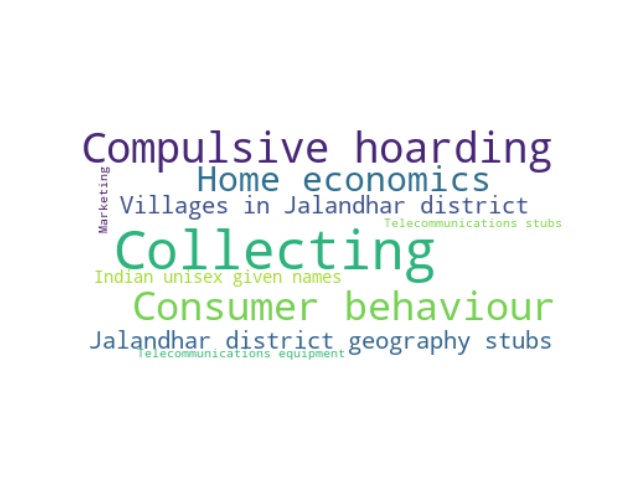 Compulsive hoarding
Marketing
Home economics
Villages in Jalandhar district
Telecommunications stubs
Collecting
Indian unisex given names
Consumer behaviour
Jalandhar district geography stubs
Telecommunications equipment